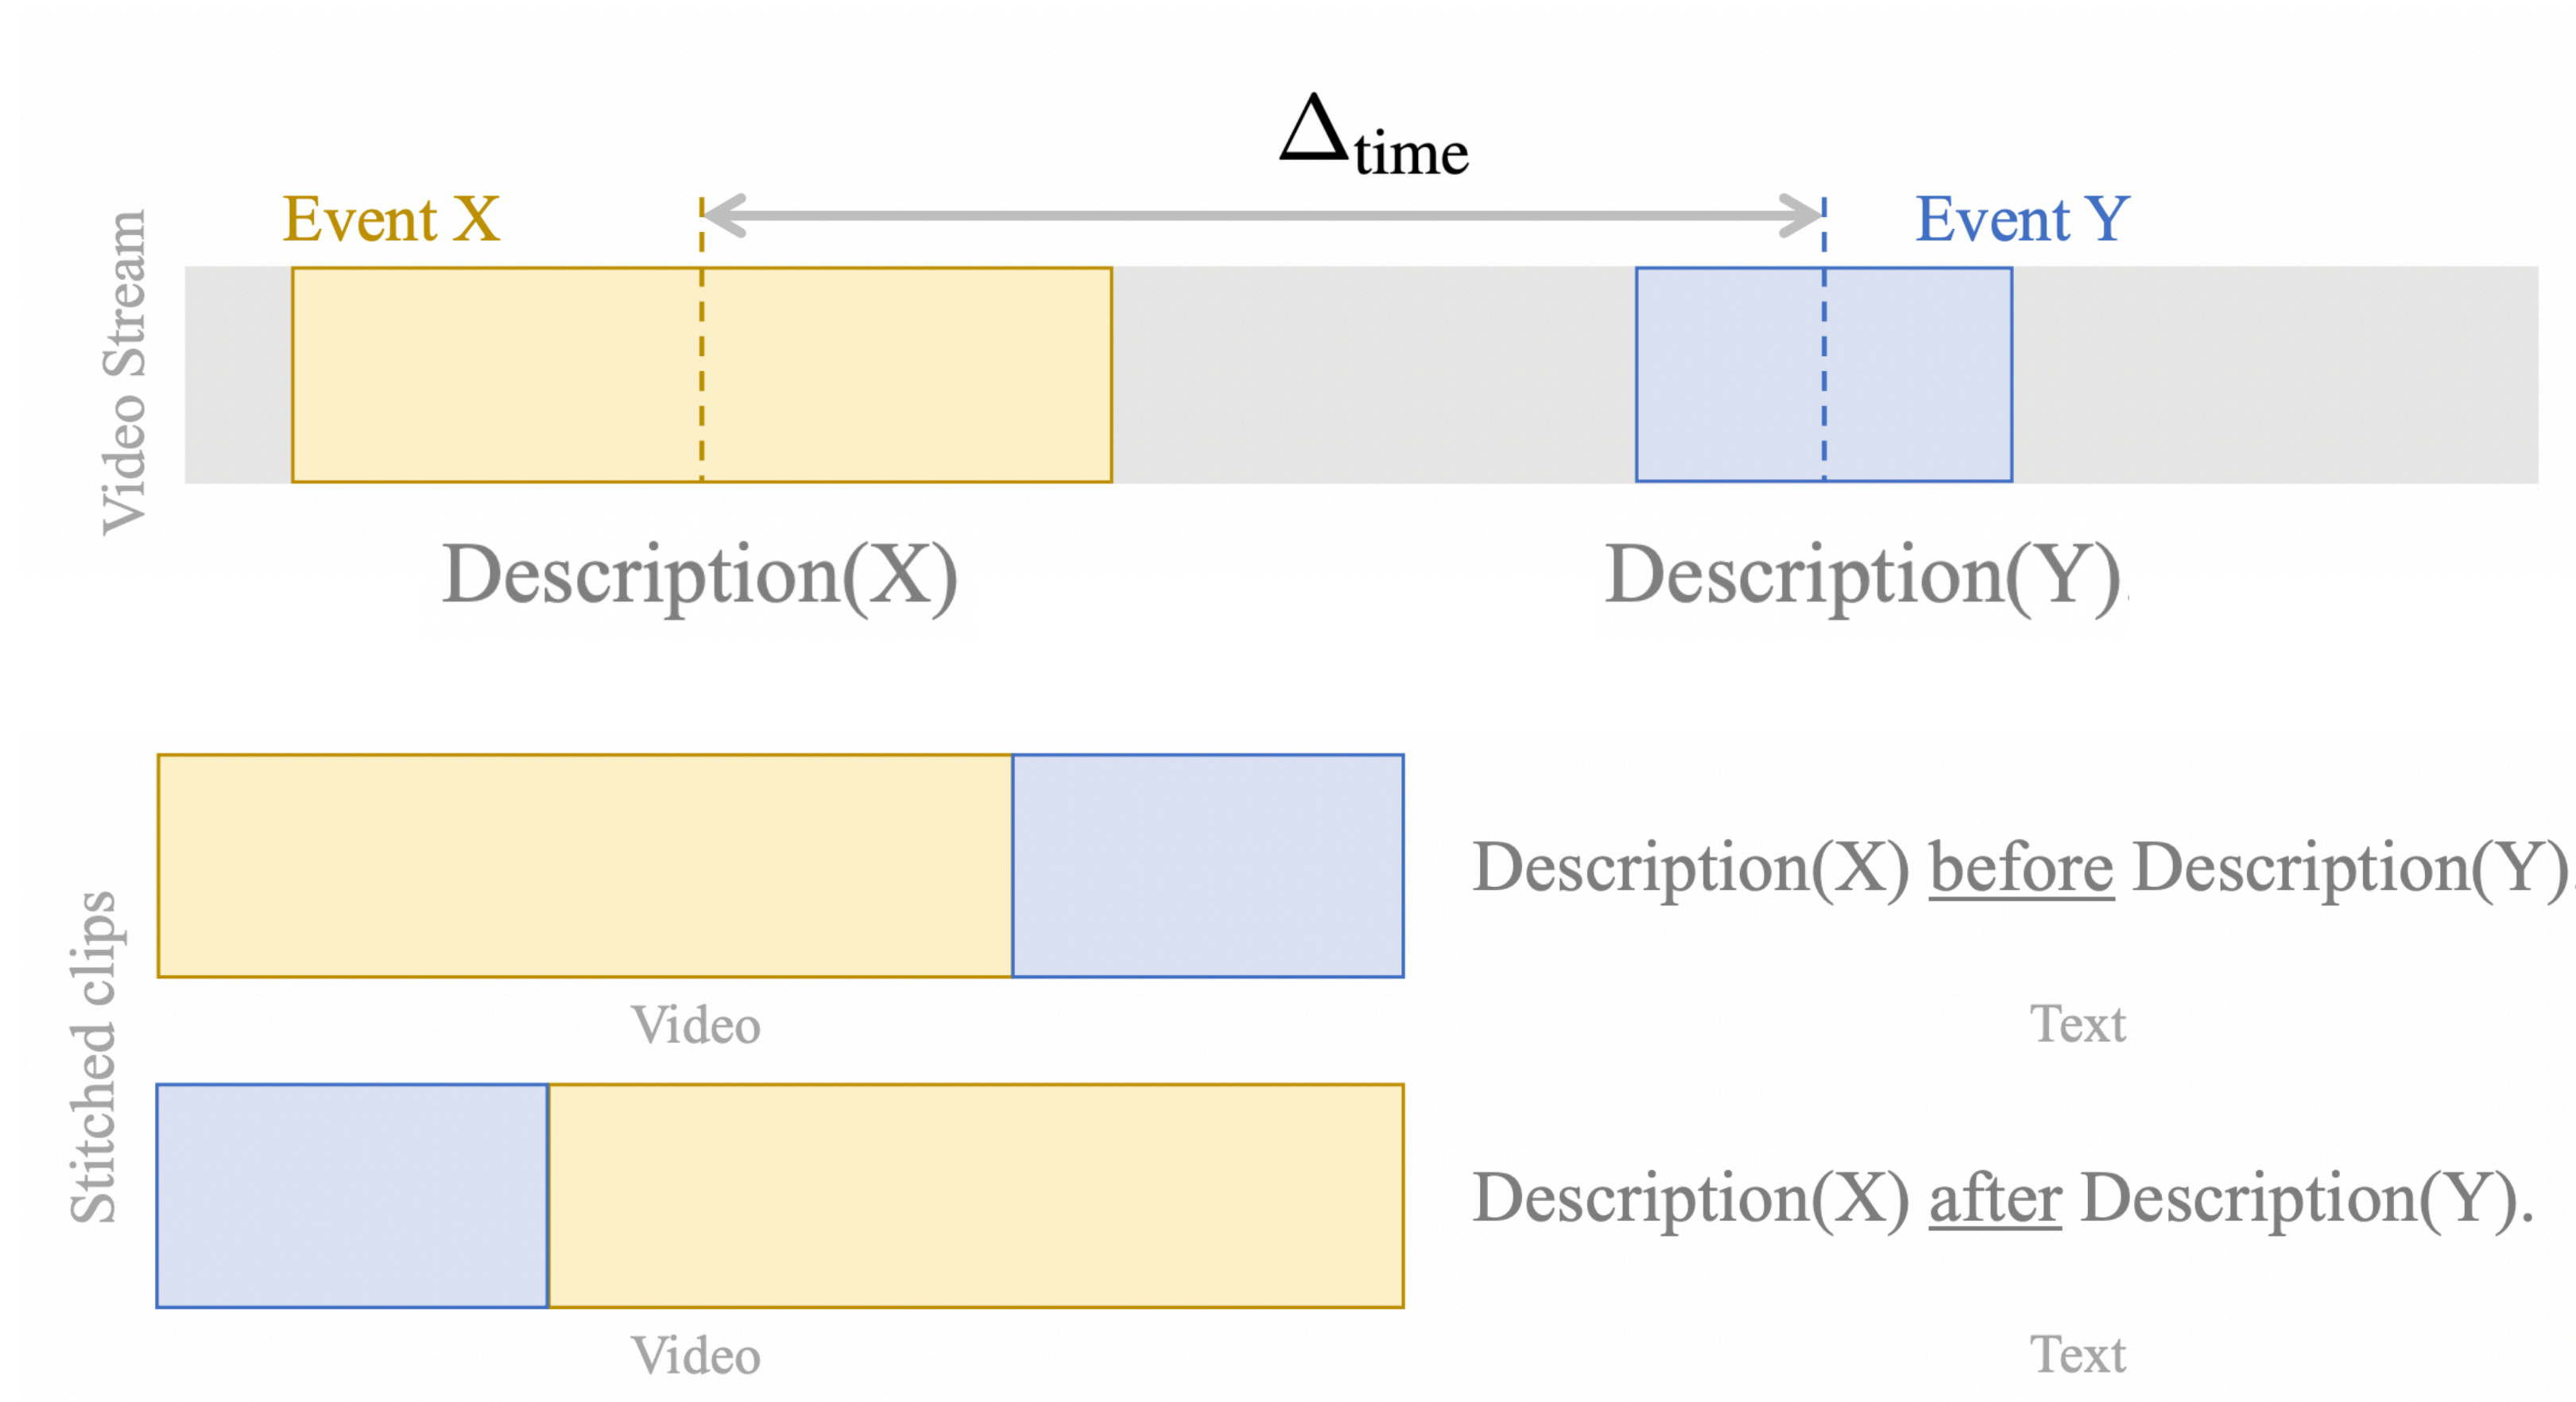 Δtime
Event X
Event Y
Video Stream
Description(X)
Description(Y).
Stitched clips
Description(X) before Description(Y).
Video
Text
Description(X) after Description(Y).
Video
Text